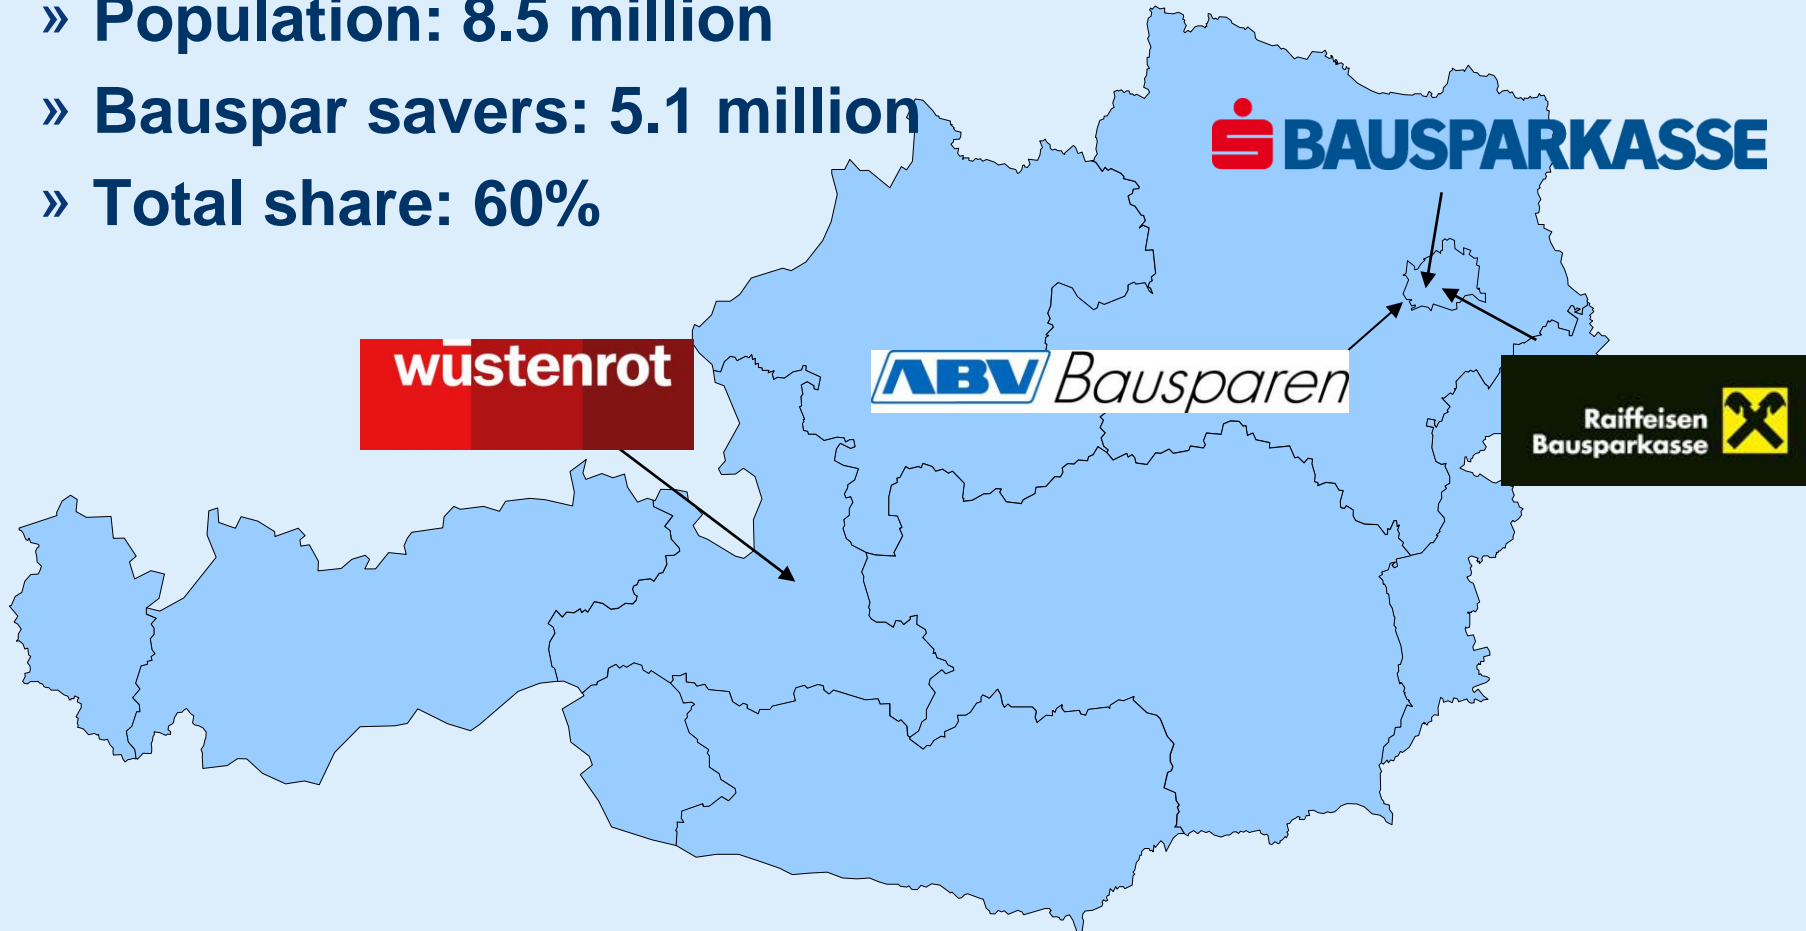 » Population: 8.5 million
» Bauspar savers: 5.1 million
» Total share: 60%
BAUSPARKASSE
wüstenrot
ABV Bausparen
Raiffeisen
Bausparkasse